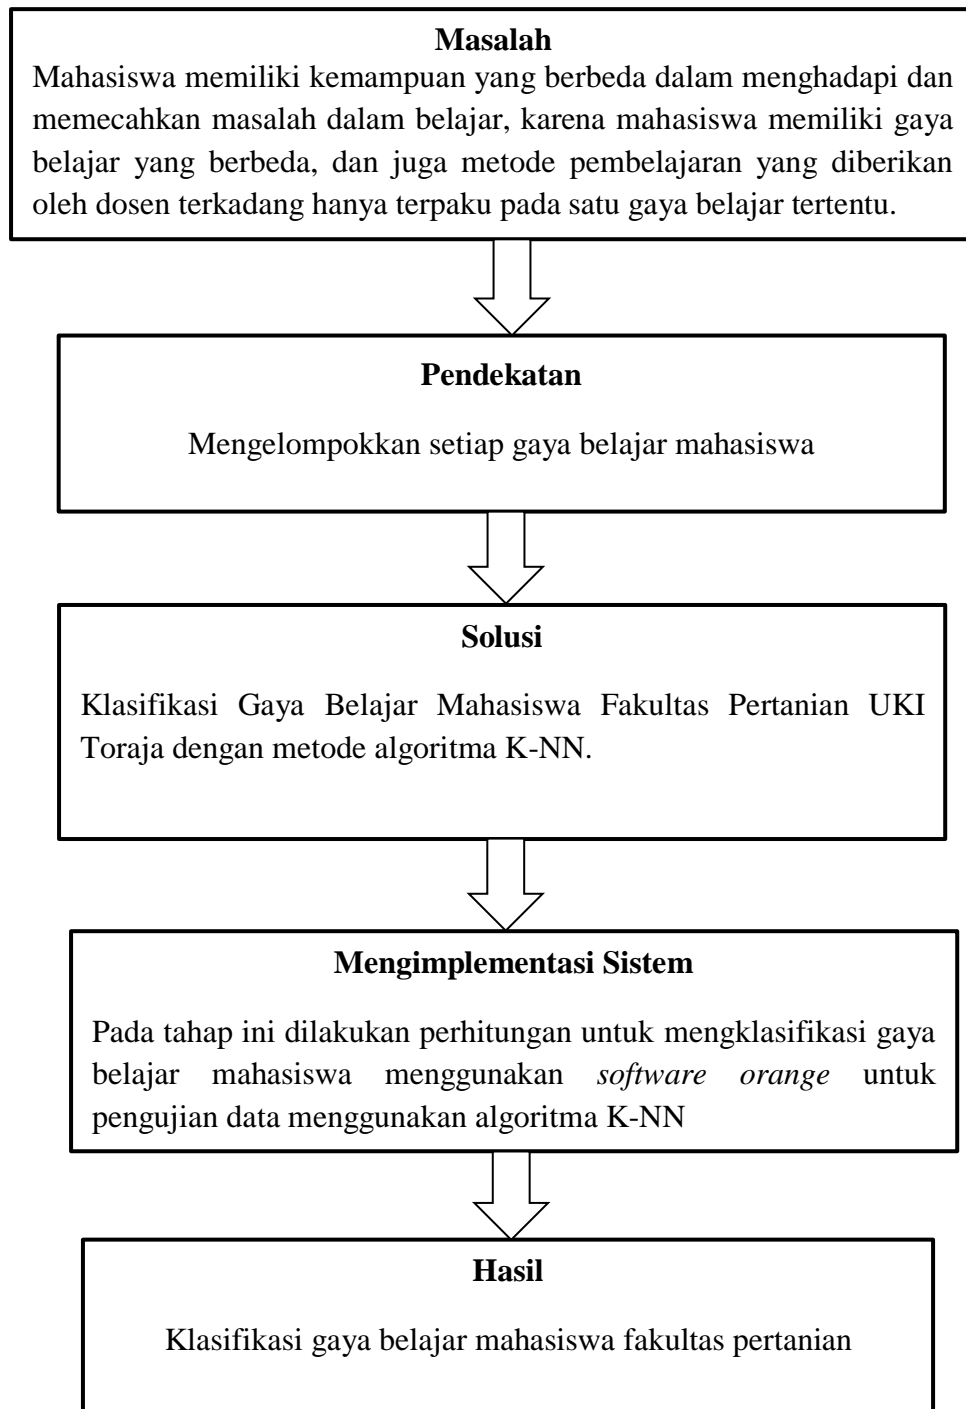 Masalah
Mahasiswa memiliki kemampuan yang berbeda dalam menghadapi dan
memecahkan masalah dalam belajar, karena mahasiswa memiliki gaya
belajar yang berbeda, dan juga metode pembelajaran yang diberikan
oleh dosen terkadang hanya terpaku pada satu gaya belajar tertentu.
Pendekatan
Mengelompokkan setiap gaya belajar mahasiswa
Solusi
Klasifikasi Gaya Belajar Mahasiswa Fakultas Pertanian UKI
Toraja dengan metode algoritma K-NN.
Mengimplementasi Sistem
Pada tahap ini dilakukan perhitungan untuk mengklasifikasi gaya
belajar mahasiswa menggunakan software orange untuk
pengujian data menggunakan algoritma K-NN
Hasil
Klasifikasi gaya belajar mahasiswa fakultas pertanian